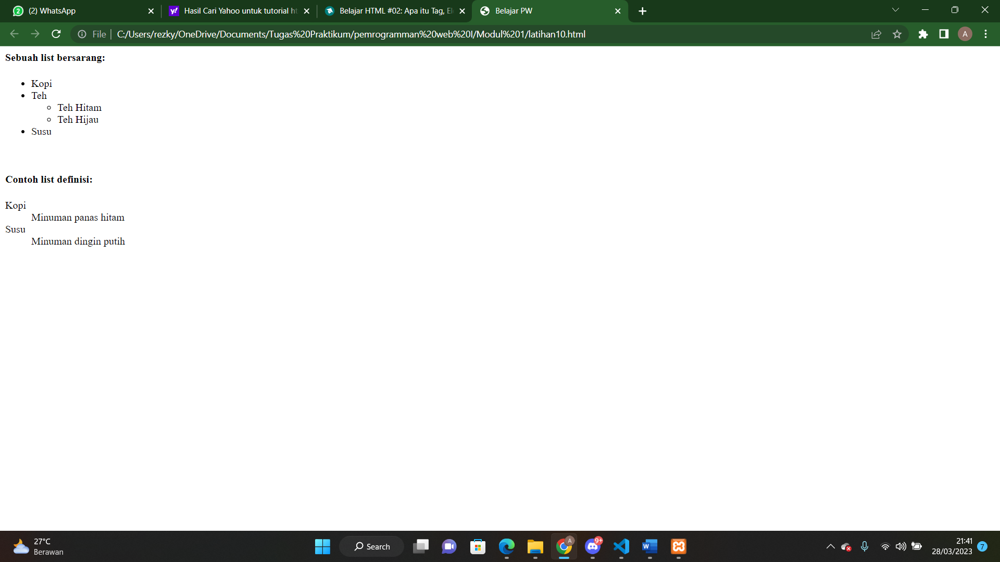 (2) WhatsApp
Hasil Cari Yahoo untuk tutorial ht
Belajar HTML #02: Apa itu Tag, El
Belajar PW
File
C:/Users/rezky/OneDrive/Documents/Tugas%20Praktikum/pemrogramman%20web%20I/Modul%201/latihan10.html
A
Sebuah list bersarang:
Kopi
Teh
Teh Hitam
Teh Hijau
Susu
Contoh list definisi:
Kopi
Minuman panas hitam
Susu
Minuman dingin putih
27°C
Berawan
Search
A
9+
21:41
28/03/2023
7